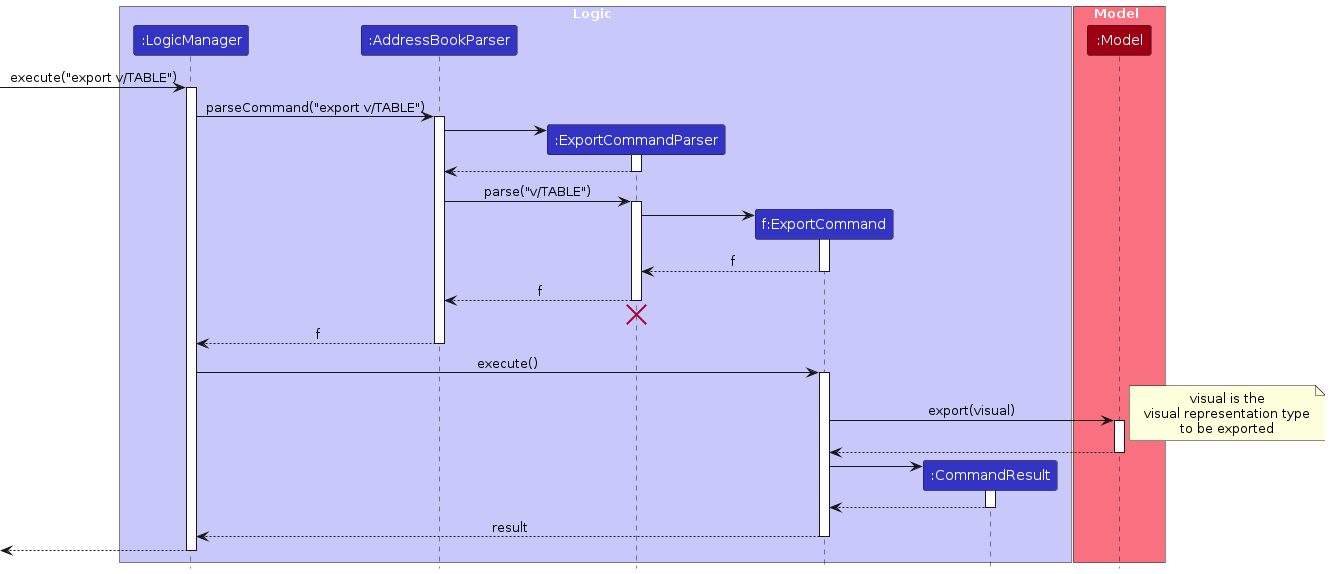 Logic
Model
:LogicManager
:AddressBookParser
:Model
execute("export v/TABLE")
parseCommand("export v/TABLE")
:ExportCommandParser
parse("v/TABLE")
f:ExportCommand
f
f
f
execute()
visual is the
visual representation type
to be exported
export(visual)
:CommandResult
result